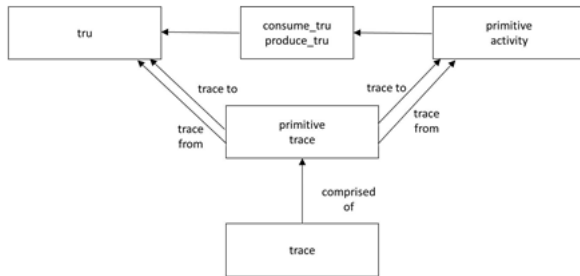 tru
consume_tru
produce_tru
primitive
activity
trace to
trace to
trace
from
primitive
trace
trace
from
comprised
of
trace